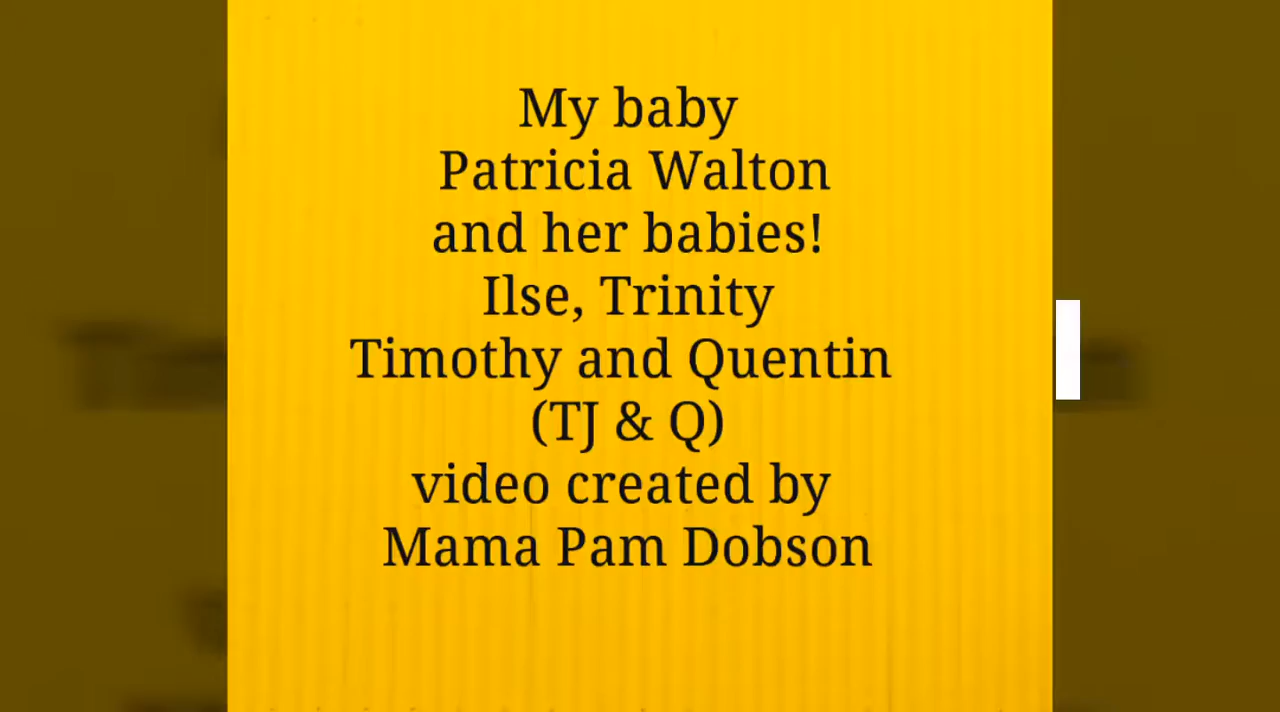 My baby
Patricia Walton
and her babies!
Ilse, Trinity
Timothy and Quentin
(TJ & Q)
video created by
Mama Pam Dobson